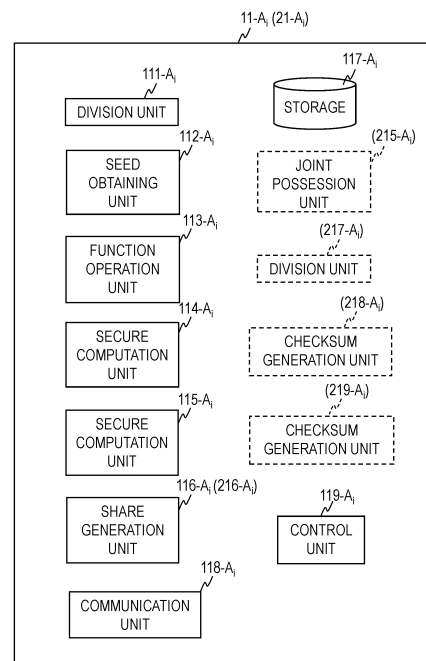 11-Ai (21-Ai)
111-Ai
DIVISION UNIT
112-Ai
SEED
OBTAINING
UNIT
113-Ai
FUNCTION
OPERATION
UNIT
114-Ai
SECURE
COMPUTATION
UNIT
115-Ai
SECURE
COMPUTATION
UNIT
116-Ai (216-Ai)
SHARE
GENERATION
UNIT
118-Ai
COMMUNICATION
UNIT
117-Ai
STORAGE
(215-Ai)
JOINT
POSSESSION
UNIT
(217-Ai)
DIVISION UNIT
(218-Ai)
CHECKSUM
GENERATION UNIT
(219-Ai)
CHECKSUM
GENERATION UNIT
119-Ai
CONTROL
UNIT